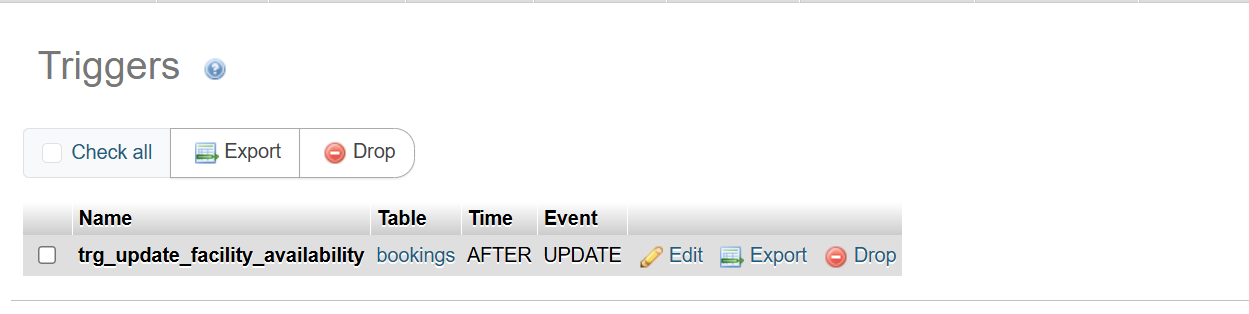 Triggers
Check all Export Drop
Name Table Time Event
trg_update_facility_availability bookings AFTER UPDATE Edit Export Drop